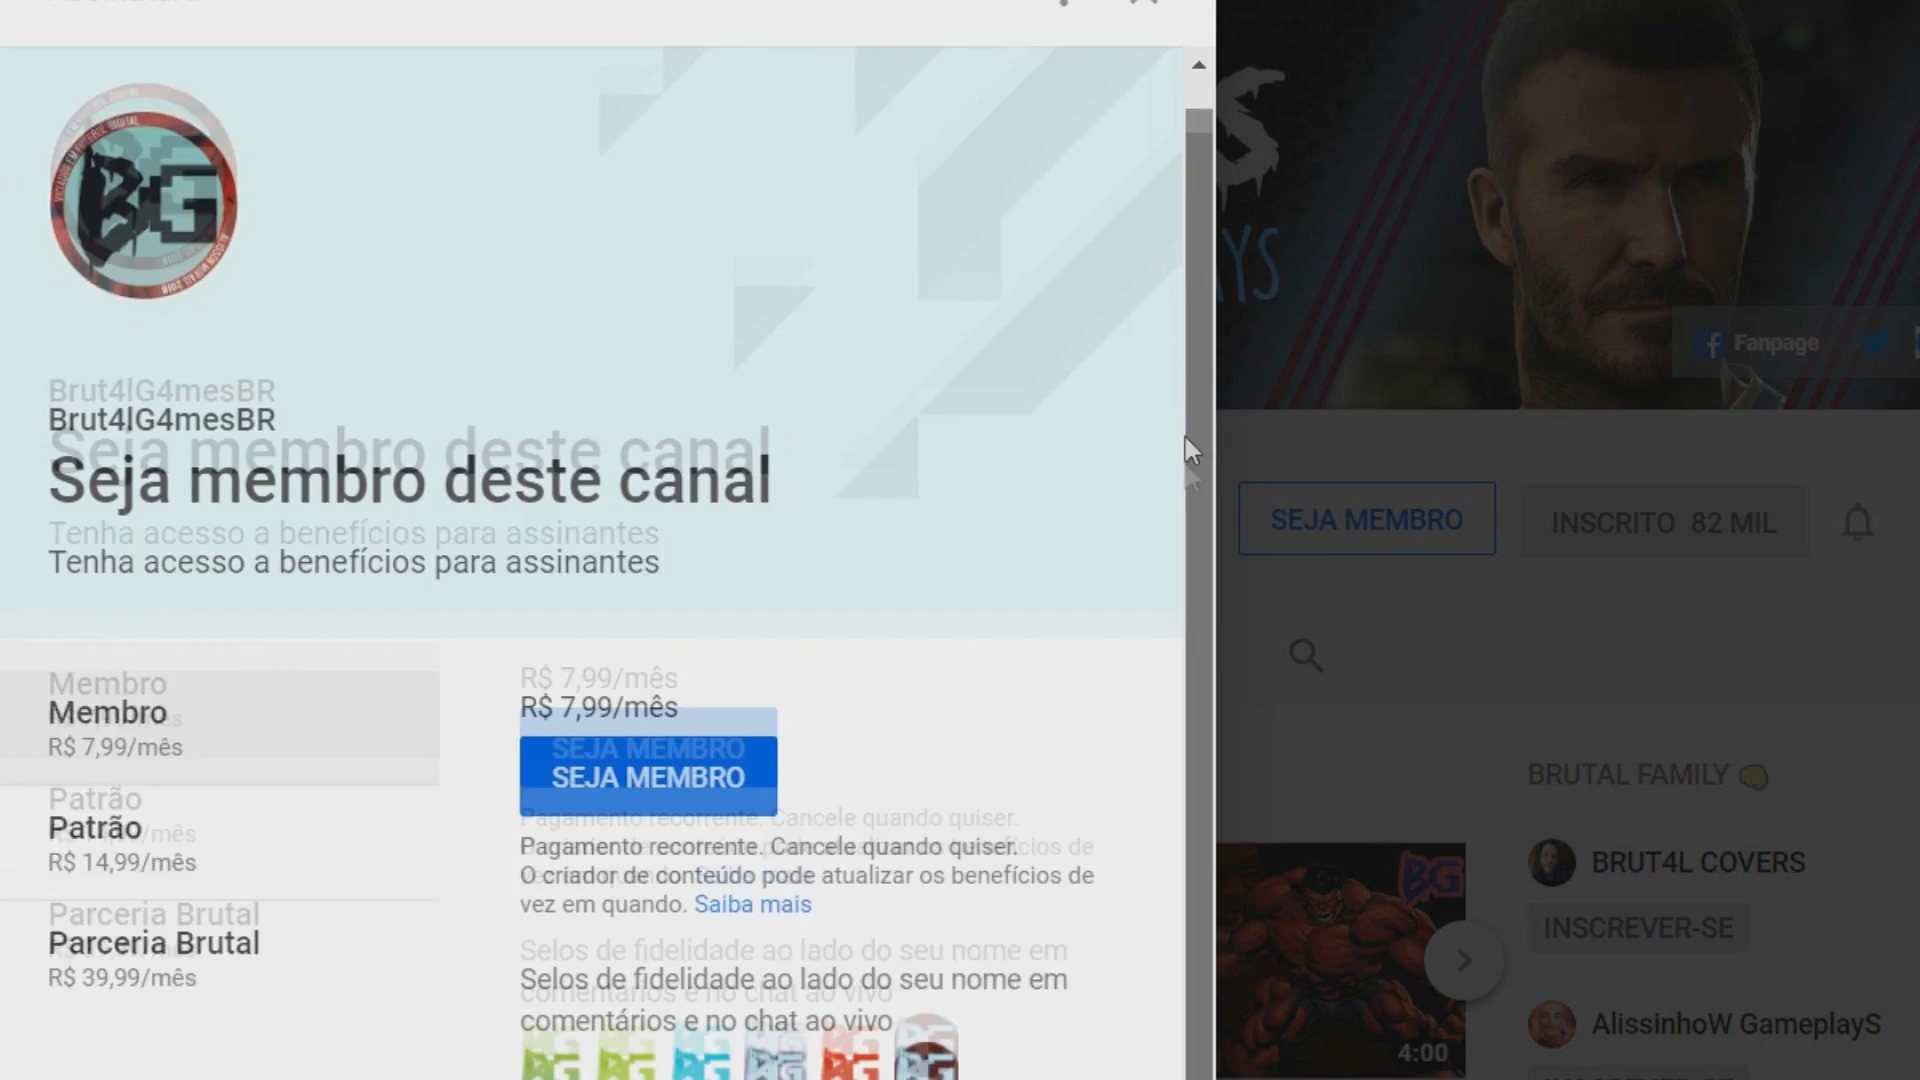 Brut4lG4mesBR
Seja membro deste canal
Tenha acesso a benefícios para assinantes
Membro
R$ 7,99/mês
Patrão
R$ 14,99/mês
Parceria Brutal
R$ 39,99/mês
R$ 7,99/mês
SEJA MEMBRO
Pagamento recorrente. Cancele quando quiser.
O criador de conteúdo pode atualizar os benefícios de
vez em quando. Saiba mais
Selos de fidelidade ao lado do seu nome em
comentários e no chat ao vivo
Fanpage
SEJA MEMBRO
INSCRITO 82 MIL
BRUTAL FAMILY
BRUT4L COVERS
INSCREVER-SE
AlissinhoW GameplayS
BG
4:00